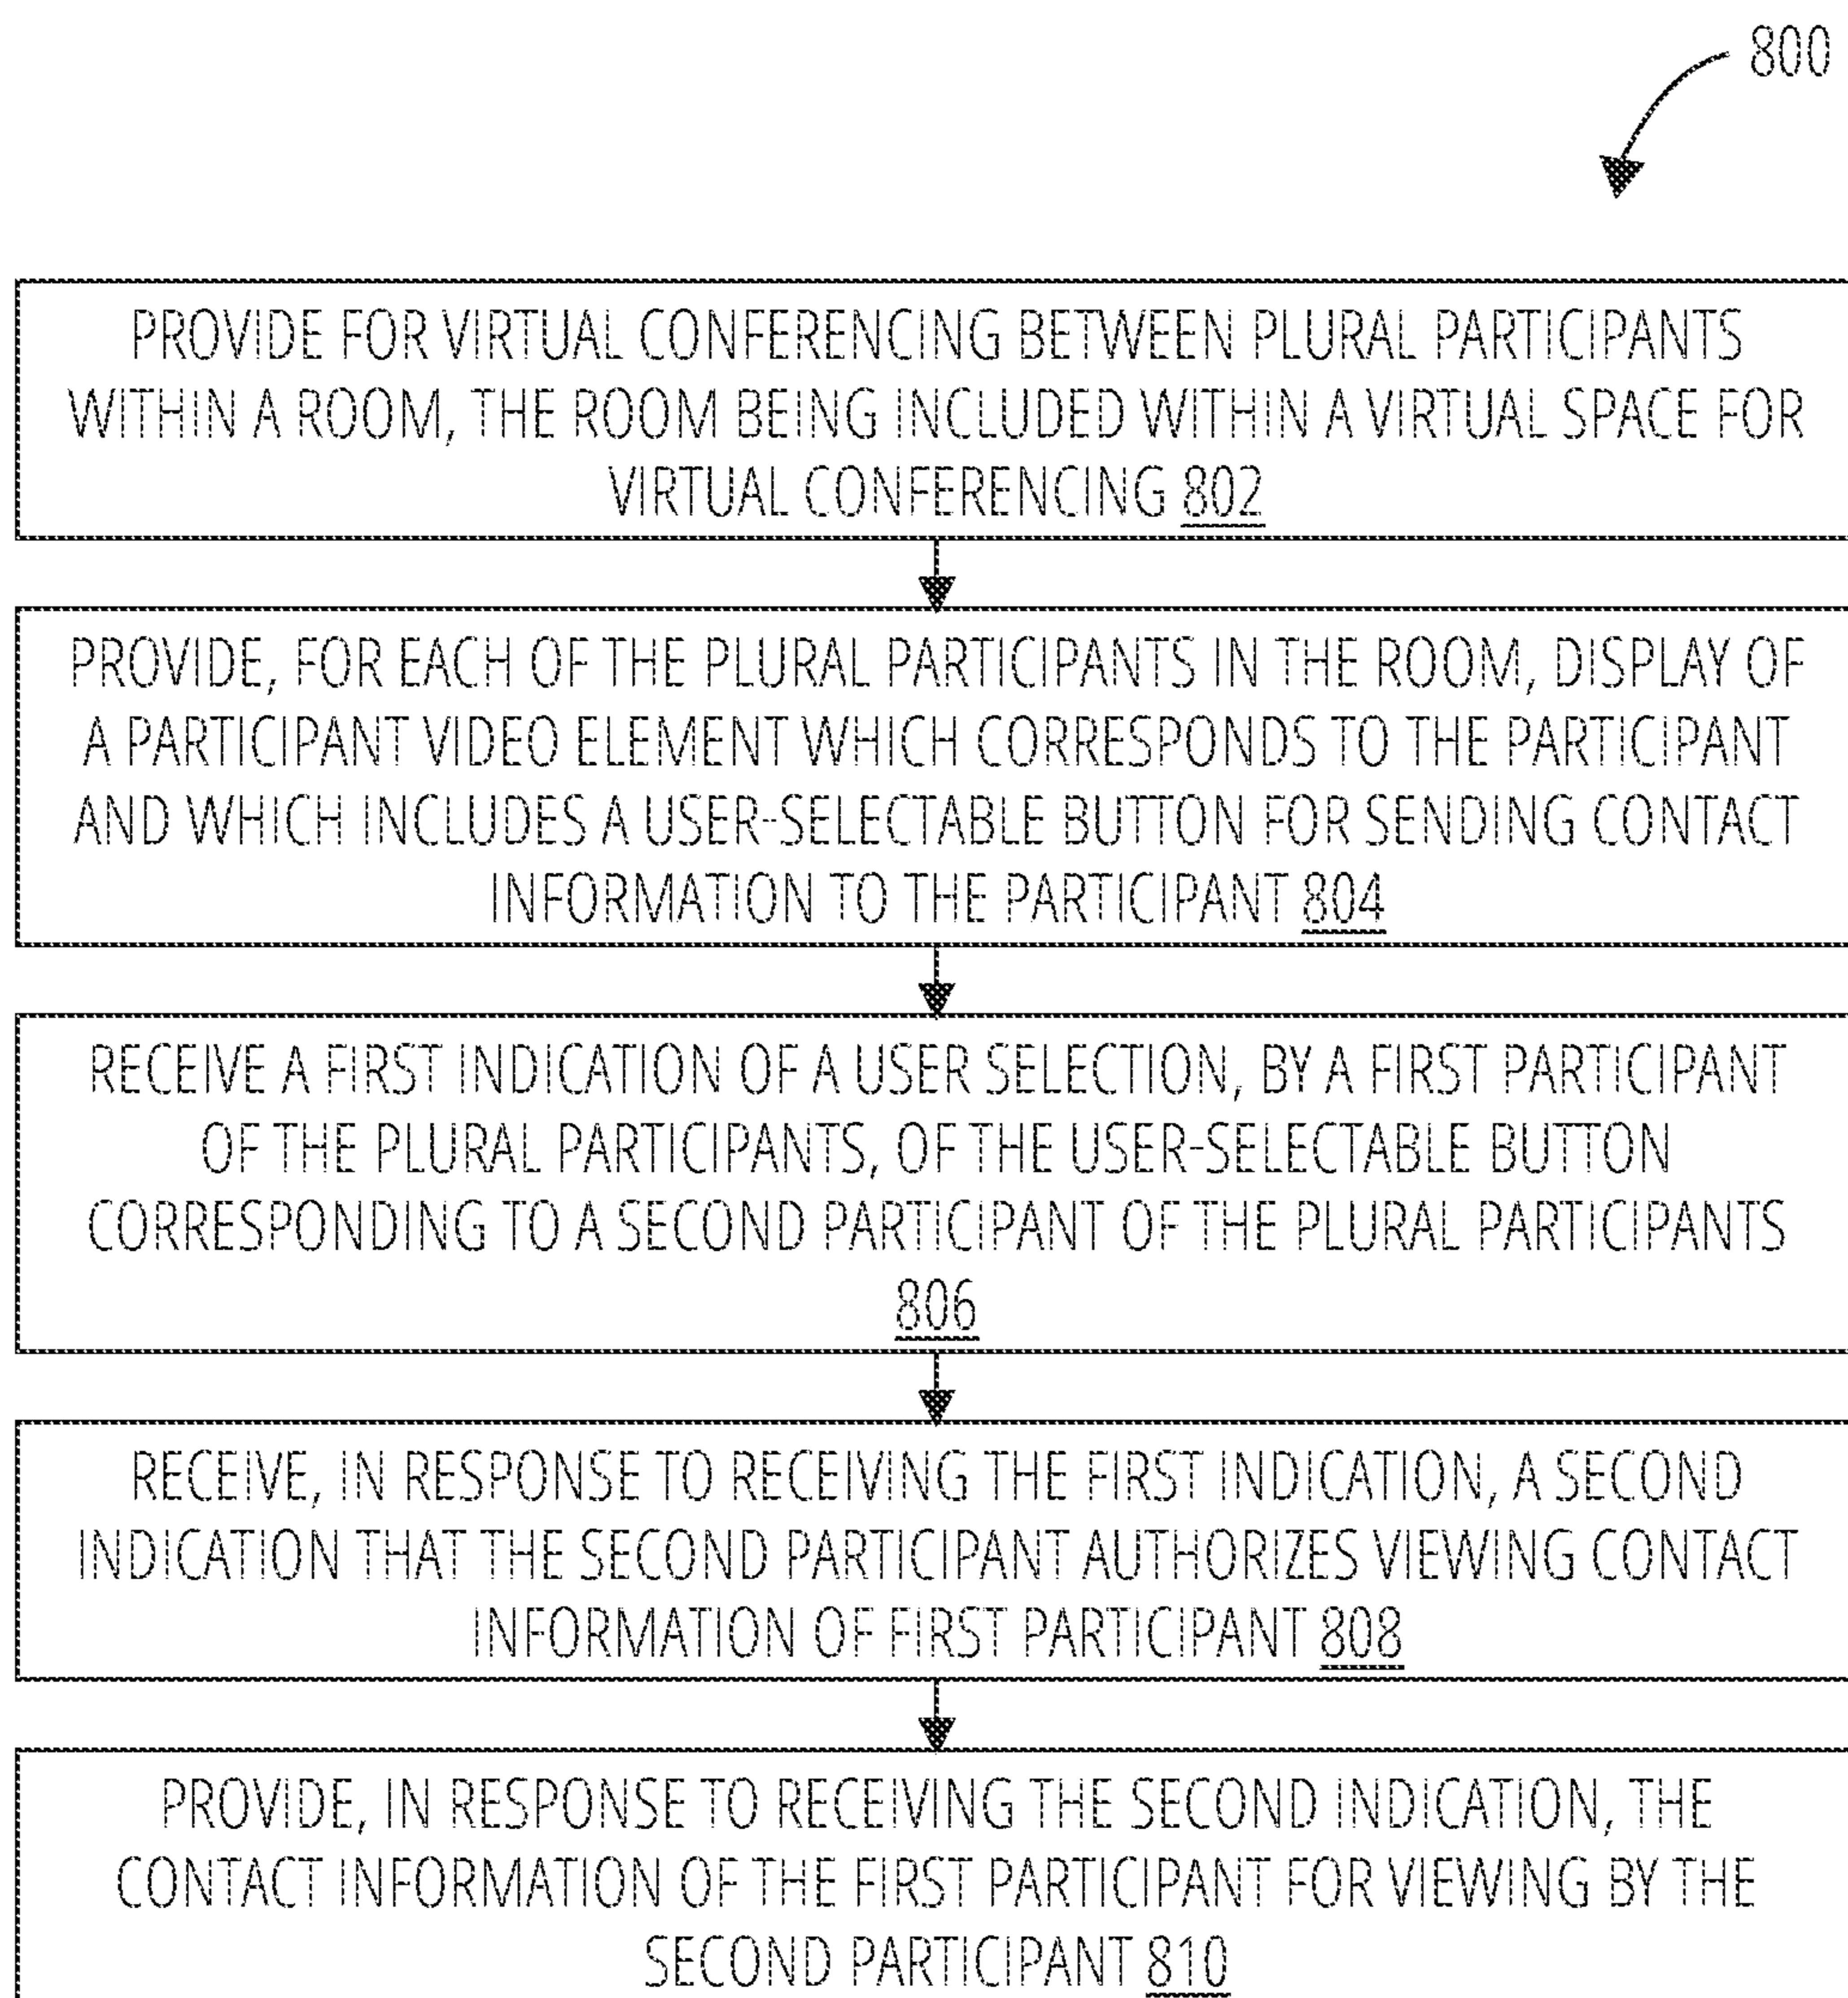 800
PROVIDE FOR VIRTUAL CONFERENCING BETWEEN PLURAL PARTICIPANTS
WITHIN A ROOM, THE ROOM BEING INCLUDED WITHIN A VIRTUAL SPACE FOR
VIRTUAL CONFERENCING 802
PROVIDE, FOR EACH OF THE PLURAL PARTICIPANTS IN THE ROOM, DISPLAY OF
A PARTICIPANT VIDEO ELEMENT WHICH CORRESPONDS TO THE PARTICIPANT
AND WHICH INCLUDES A USER-SELECTABLE BUTTON FOR SENDING CONTACT
INFORMATION TO THE PARTICIPANT 804
RECEIVE A FIRST INDICATION OF A USER SELECTION, BY A FIRST PARTICIPANT
OF THE PLURAL PARTICIPANTS, OF THE USER-SELECTABLE BUTTON
CORRESPONDING TO A SECOND PARTICIPANT OF THE PLURAL PARTICIPANTS
806
RECEIVE, IN RESPONSE TO RECEIVING THE FIRST INDICATION, A SECOND
INDICATION THAT THE SECOND PARTICIPANT AUTHORIZES VIEWING CONTACT
INFORMATION OF FIRST PARTICIPANT 808
PROVIDE, IN RESPONSE TO RECEIVING THE SECOND INDICATION, THE
CONTACT INFORMATION OF THE FIRST PARTICIPANT FOR VIEWING BY THE
SECOND PARTICIPANT 810